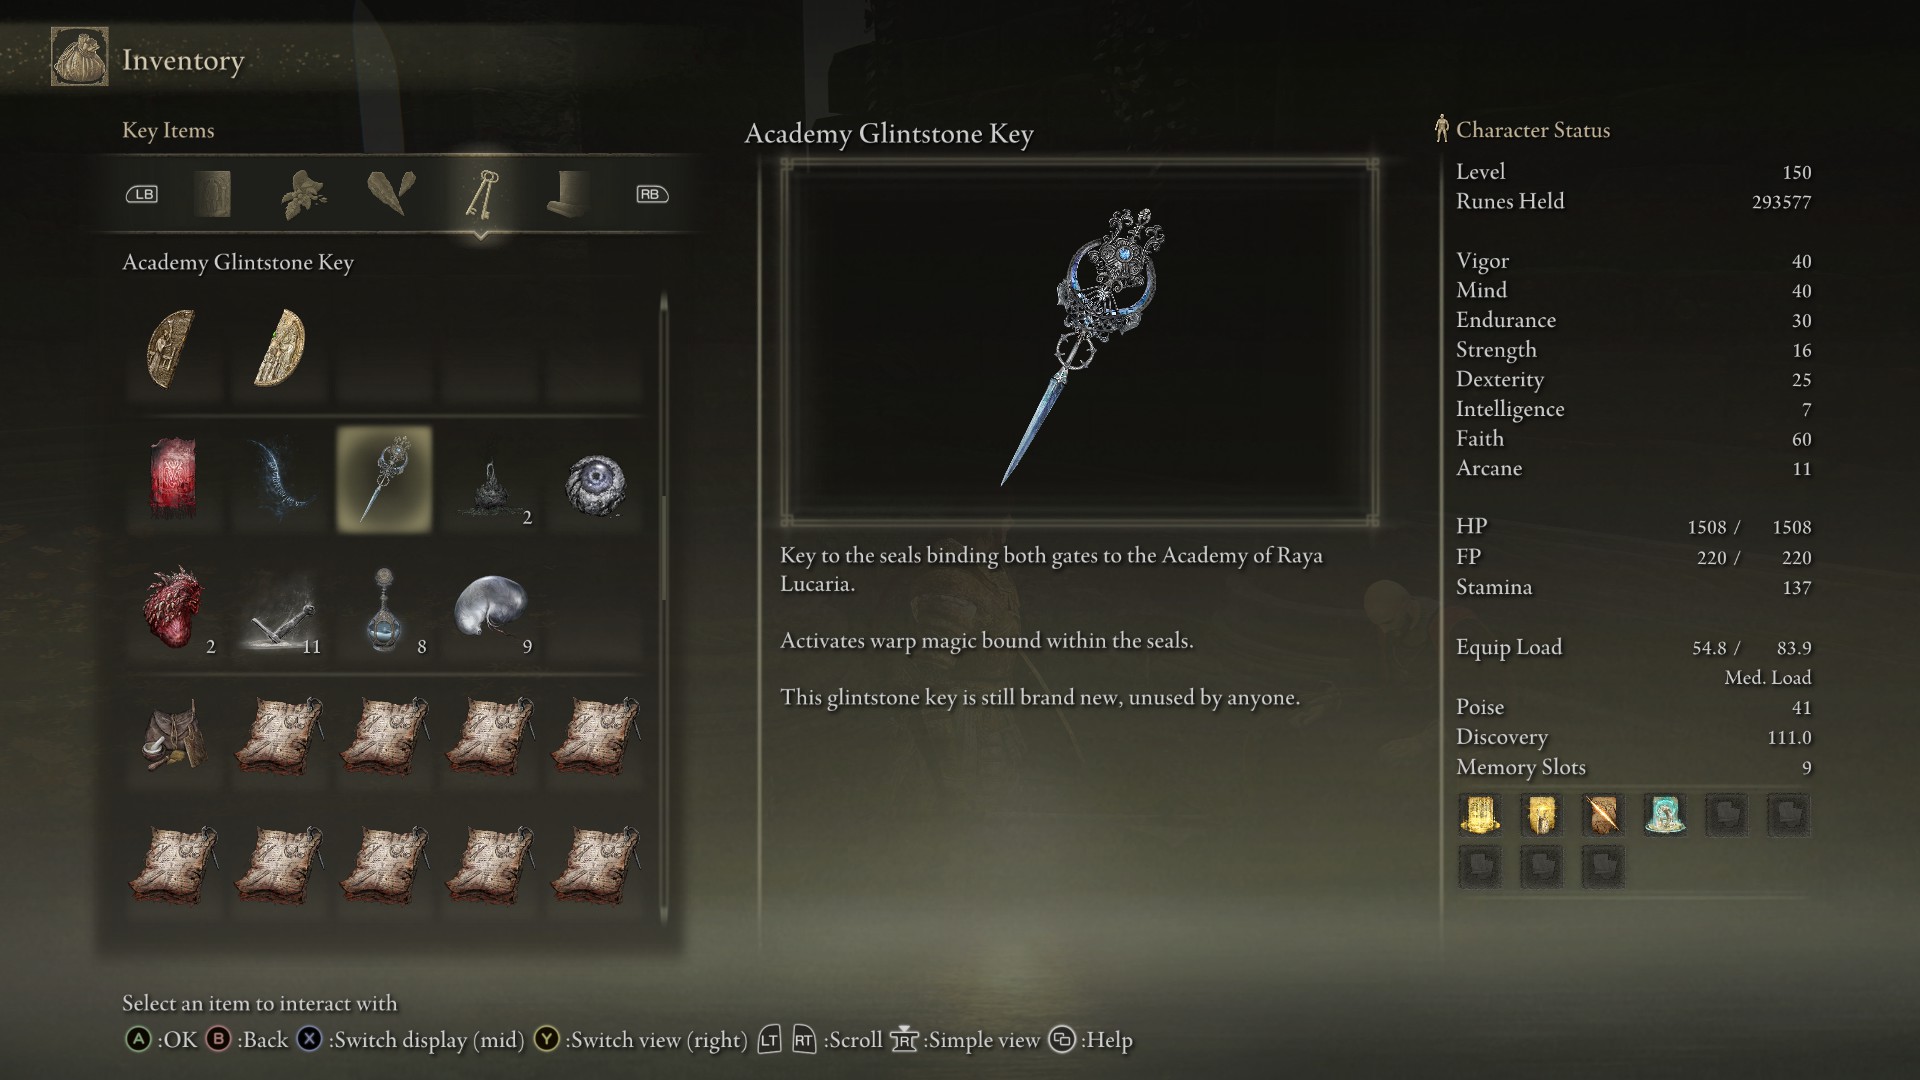 Inventory
Key Items
LB
RB
Academy Glintstone Key
2
2
11
8
9
Academy Glintstone Key
Key to the seals binding both gates to the Academy of Raya
Lucaria.
Activates warp magic bound within the seals.
This glintstone key is still brand new, unused by anyone.
Character Status
Level 150
Runes Held 293577
Vigor 40
Mind 40
Endurance 30
Strength 16
Dexterity 25
Intelligence 7
Faith 60
Arcane 11
HP 1508 / 1508
FP 220 / 220
Stamina 137
Equip Load 54.8 / 83.9
Med. Load
Poise 41
Discovery 111.0
Memory Slots 9
Select an item to interact with
A :OK B :Back X :Switch display (mid) Y :Switch view (right) LT RT :Scroll R :Simple view :Help